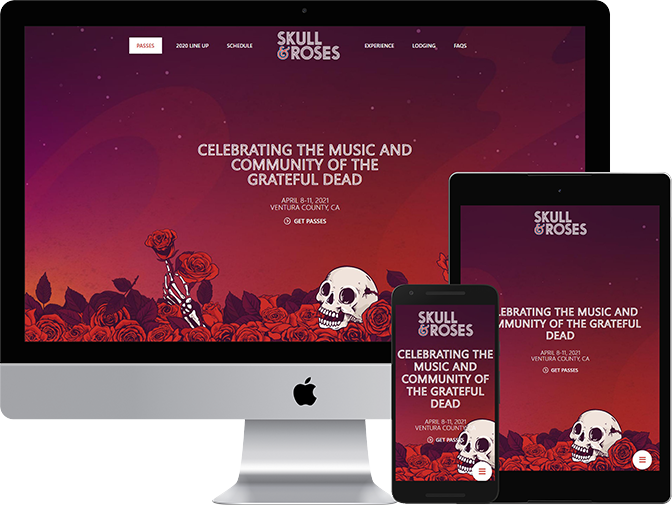 PASSES
2020 LINE UP
SCHEDULE
SKULL
&ROSES
EXPERIENCE
LODGING
FAQS
CELEBRATING THE MUSIC AND
COMMUNITY OF THE
GRATEFUL DEAD
APRIL 8-11, 2021
VENTURA COUNTY, CA
GET PASSES
SKULL
&ROSES
CELEBRATING THE
MUSIC AND
COMMUNITY OF
THE GRATEFUL
DEAD
APRIL 8-11, 2021
VENTURA COUNTY,
GET PASSES
SKULL
&ROSES
CELEBRATING THE MUSIC AND
MMUNITY OF THE GRATEFUL
DEAD
APRIL 8-11, 2021
VENTURA COUNTY, CA
GET PASSES